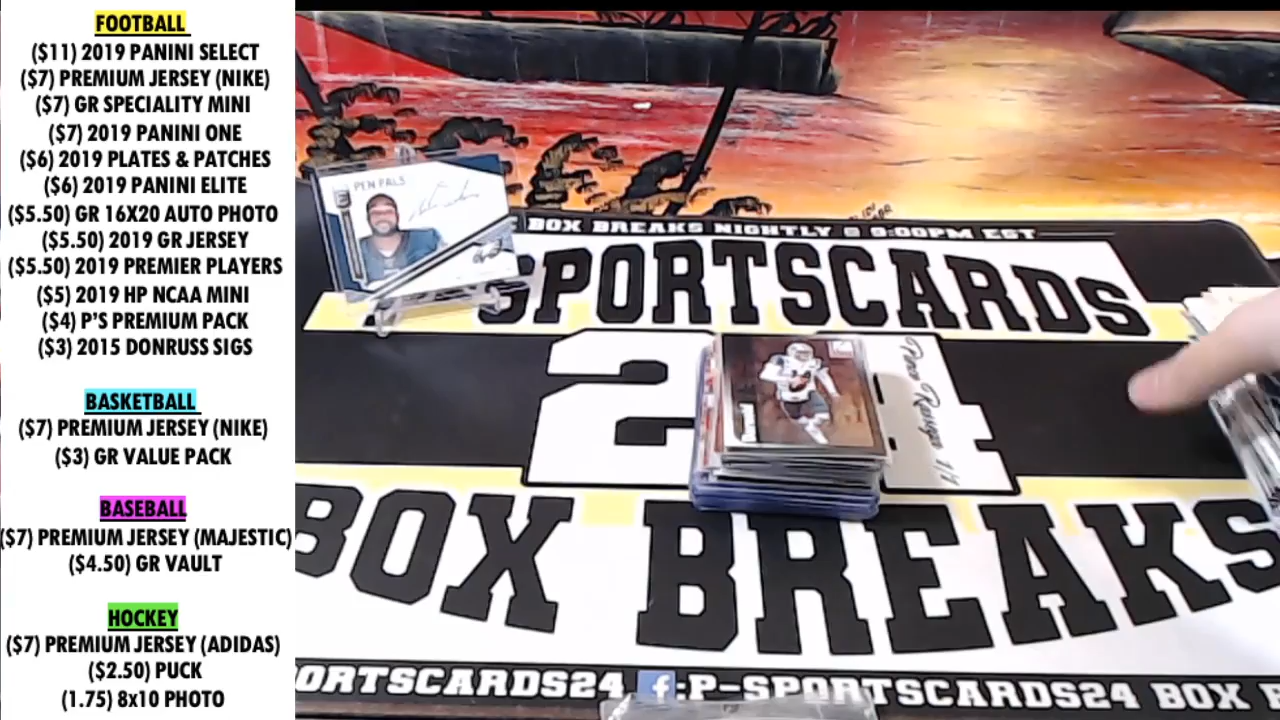 FOOTBALL
($11) 2019 PANINI SELECT
($7) PREMIUM JERSEY (NIKE)
($7) GR SPECIALITY MINI
($7) 2019 PANINI ONE
($6) 2019 PLATES & PATCHES
($6) 2019 PANINI ELITE
($5.50) GR 16X20 AUTO PHOTO
($5.50) 2019 GR JERSEY
($5.50) 2019 PREMIER PLAYERS
($5) 2019 HP NCAA MINI
($4) P'S PREMIUM PACK
($3) 2015 DONRUSS SIGS
BASKETBALL
($7) PREMIUM JERSEY (NIKE)
($3) GR VALUE PACK
BASEBALL
($7) PREMIUM JERSEY (MAJESTIC)
($4.50) GR VAULT
HOCKEY
($7) PREMIUM JERSEY (ADIDAS)
($2.50) PUCK
(1.75) 8x10 PHOTO
PEN PALS
BOX BREAKS NIGHTLY @ 9:00PM EST
SPORTSCARDS
24
BOX BREAKS
ORTSCARDS24 f:P-SPORTSCARDS24 BOX